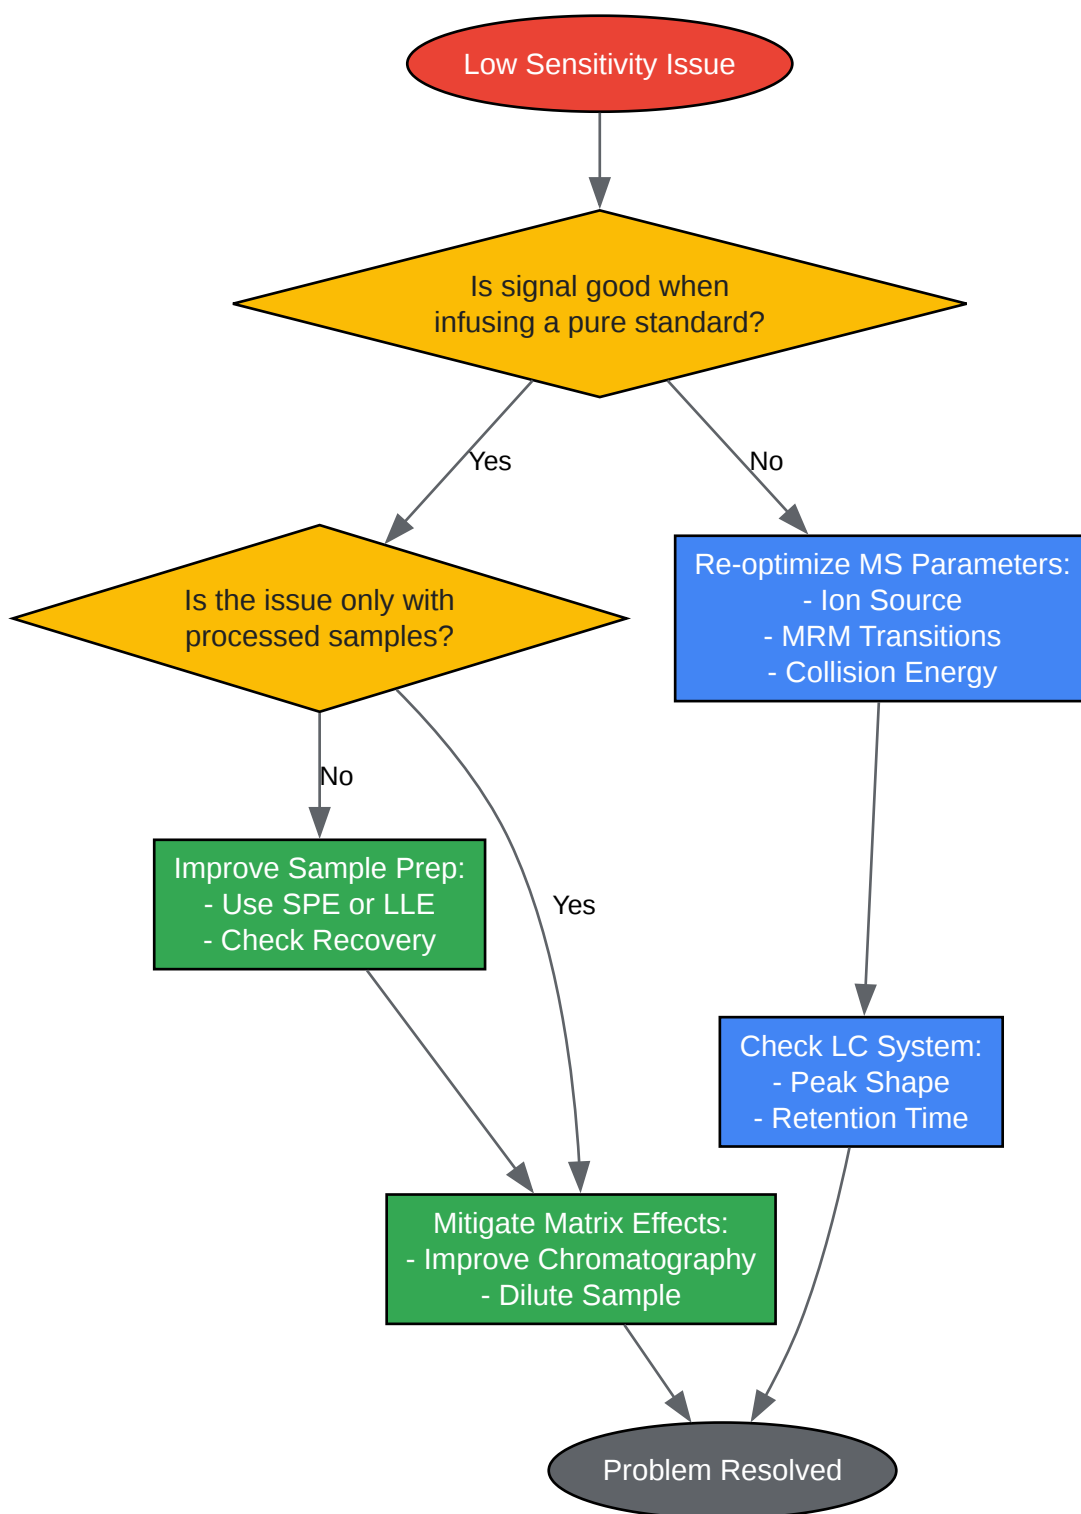 Low Sensitivity Issue
Is signal good when
infusing a pure standard?
Yes
No
Is the issue only with
processed samples?
Re-optimize MS Parameters:
- Ion Source
- MRM Transitions
- Collision Energy
No
Improve Sample Prep:
- Use SPE or LLE
- Check Recovery
Yes
Check LC System:
- Peak Shape
- Retention Time
Mitigate Matrix Effects:
- Improve Chromatography
- Dilute Sample
Problem Resolved